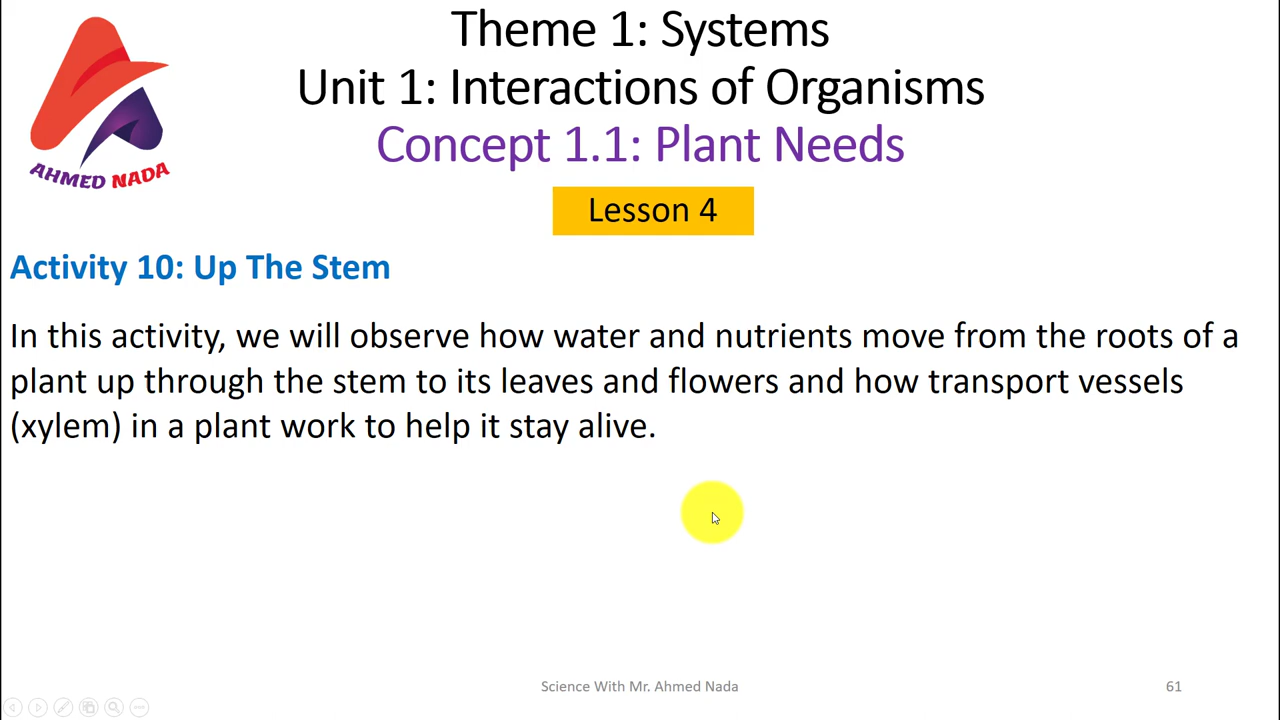 Theme 1: Systems
Unit 1: Interactions of Organisms
Concept 1.1: Plant Needs
AHMED NADA
Lesson 4
Activity 10: Up The Stem
In this activity, we will observe how water and nutrients move from the roots of a
plant up through the stem to its leaves and flowers and how transport vessels
(xylem) in a plant work to help it stay alive.
Science With Mr. Ahmed Nada
61